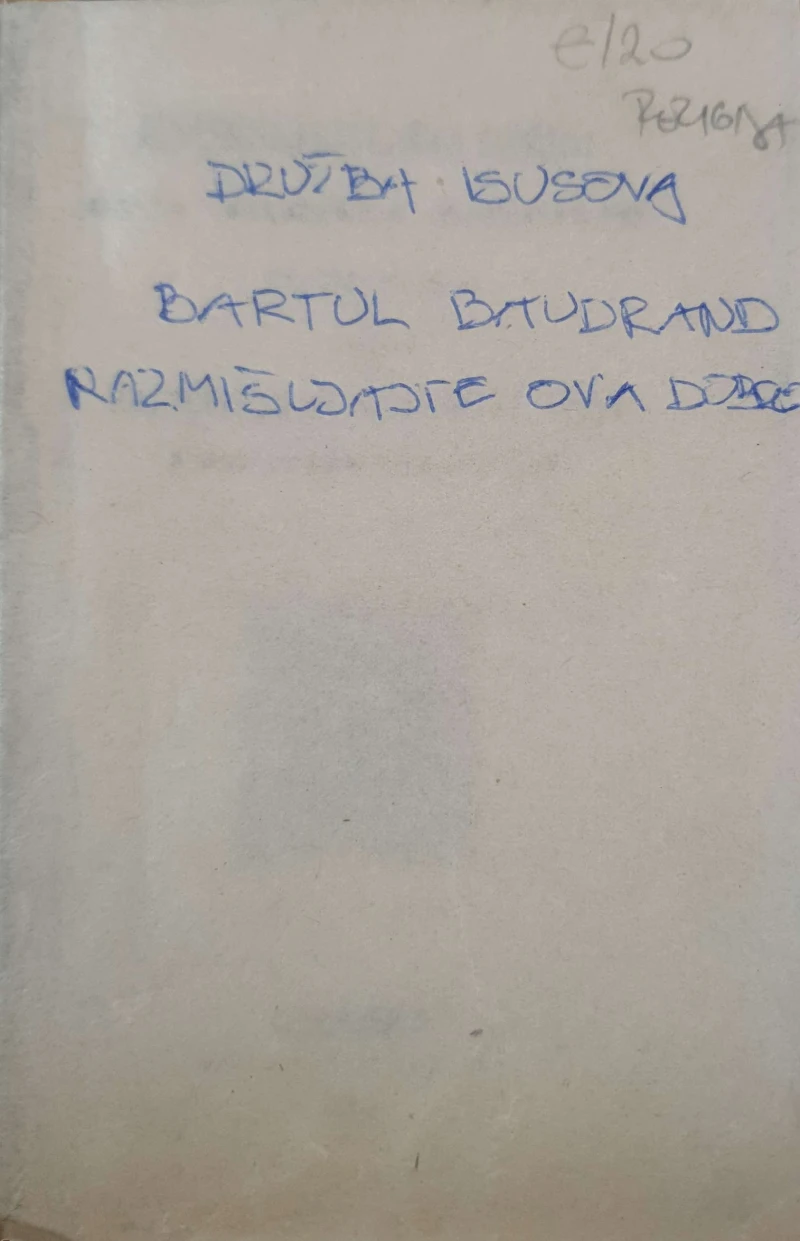 e/20
DRUŽBA ISUSOVA
BARTUL BAUDRAND
RAZMIŠLJAJTE OVA DOBRO